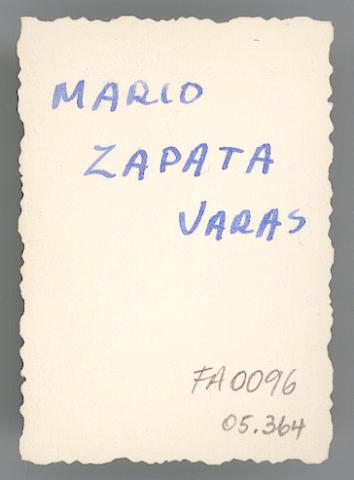 MARIO
ZAPATA
VARAS
FA0096
05.364